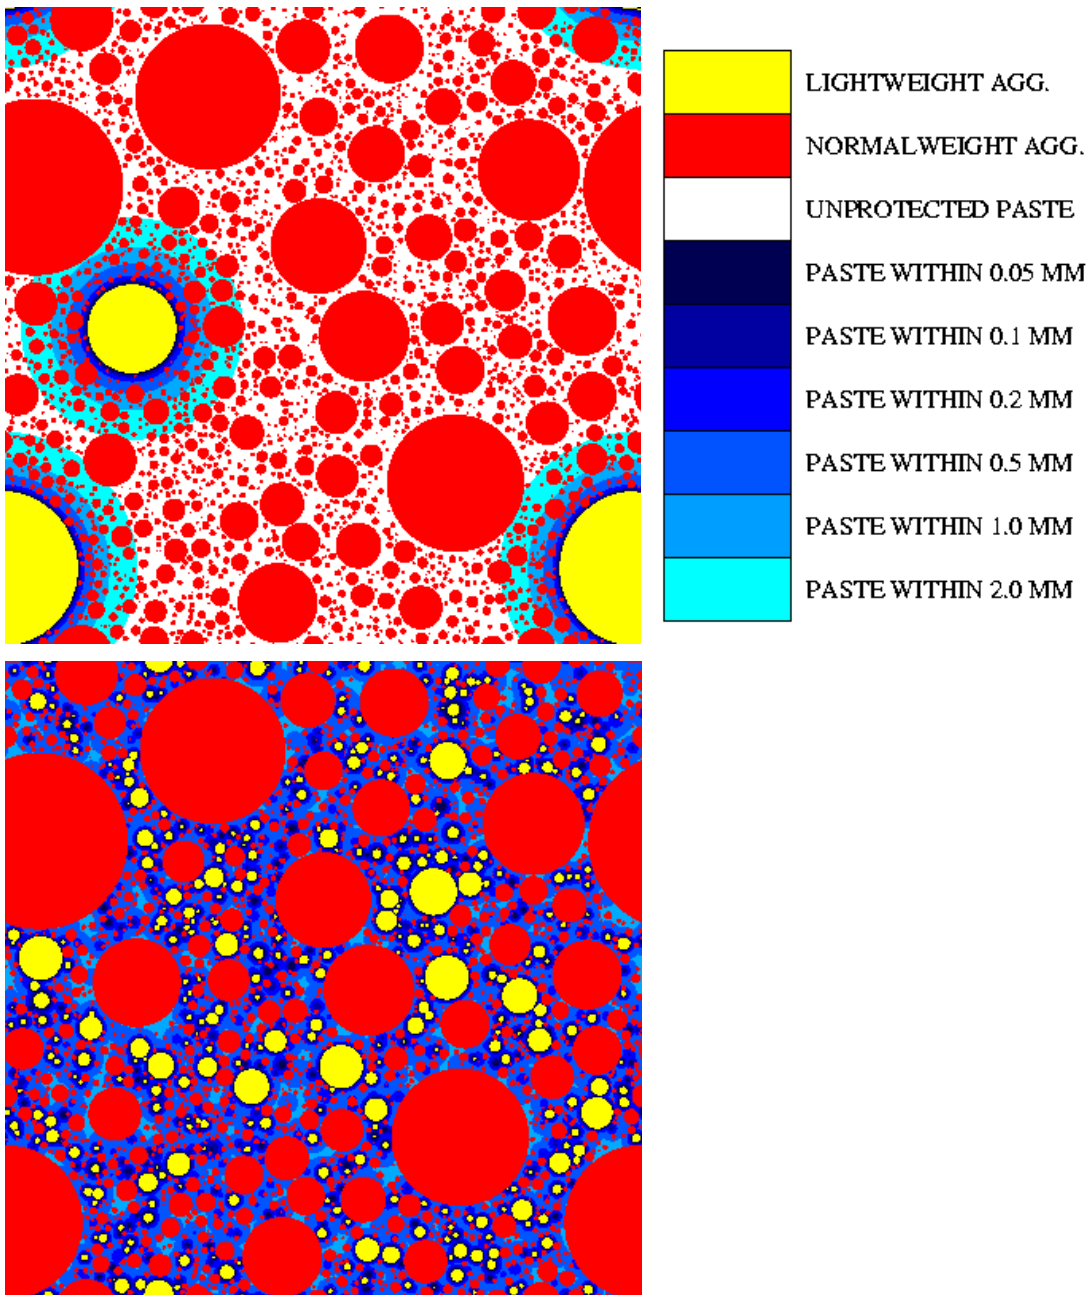 LIGHTWEIGHT AGG.
NORMALWEIGHT AGG.
UNPROTECTED PASTE
PASTE WITHIN 0.05 MM
PASTE WITHIN 0.1 MM
PASTE WITHIN 0.2 MM
PASTE WITHIN 0.5 MM
PASTE WITHIN 1.0 MM
PASTE WITHIN 2.0 MM